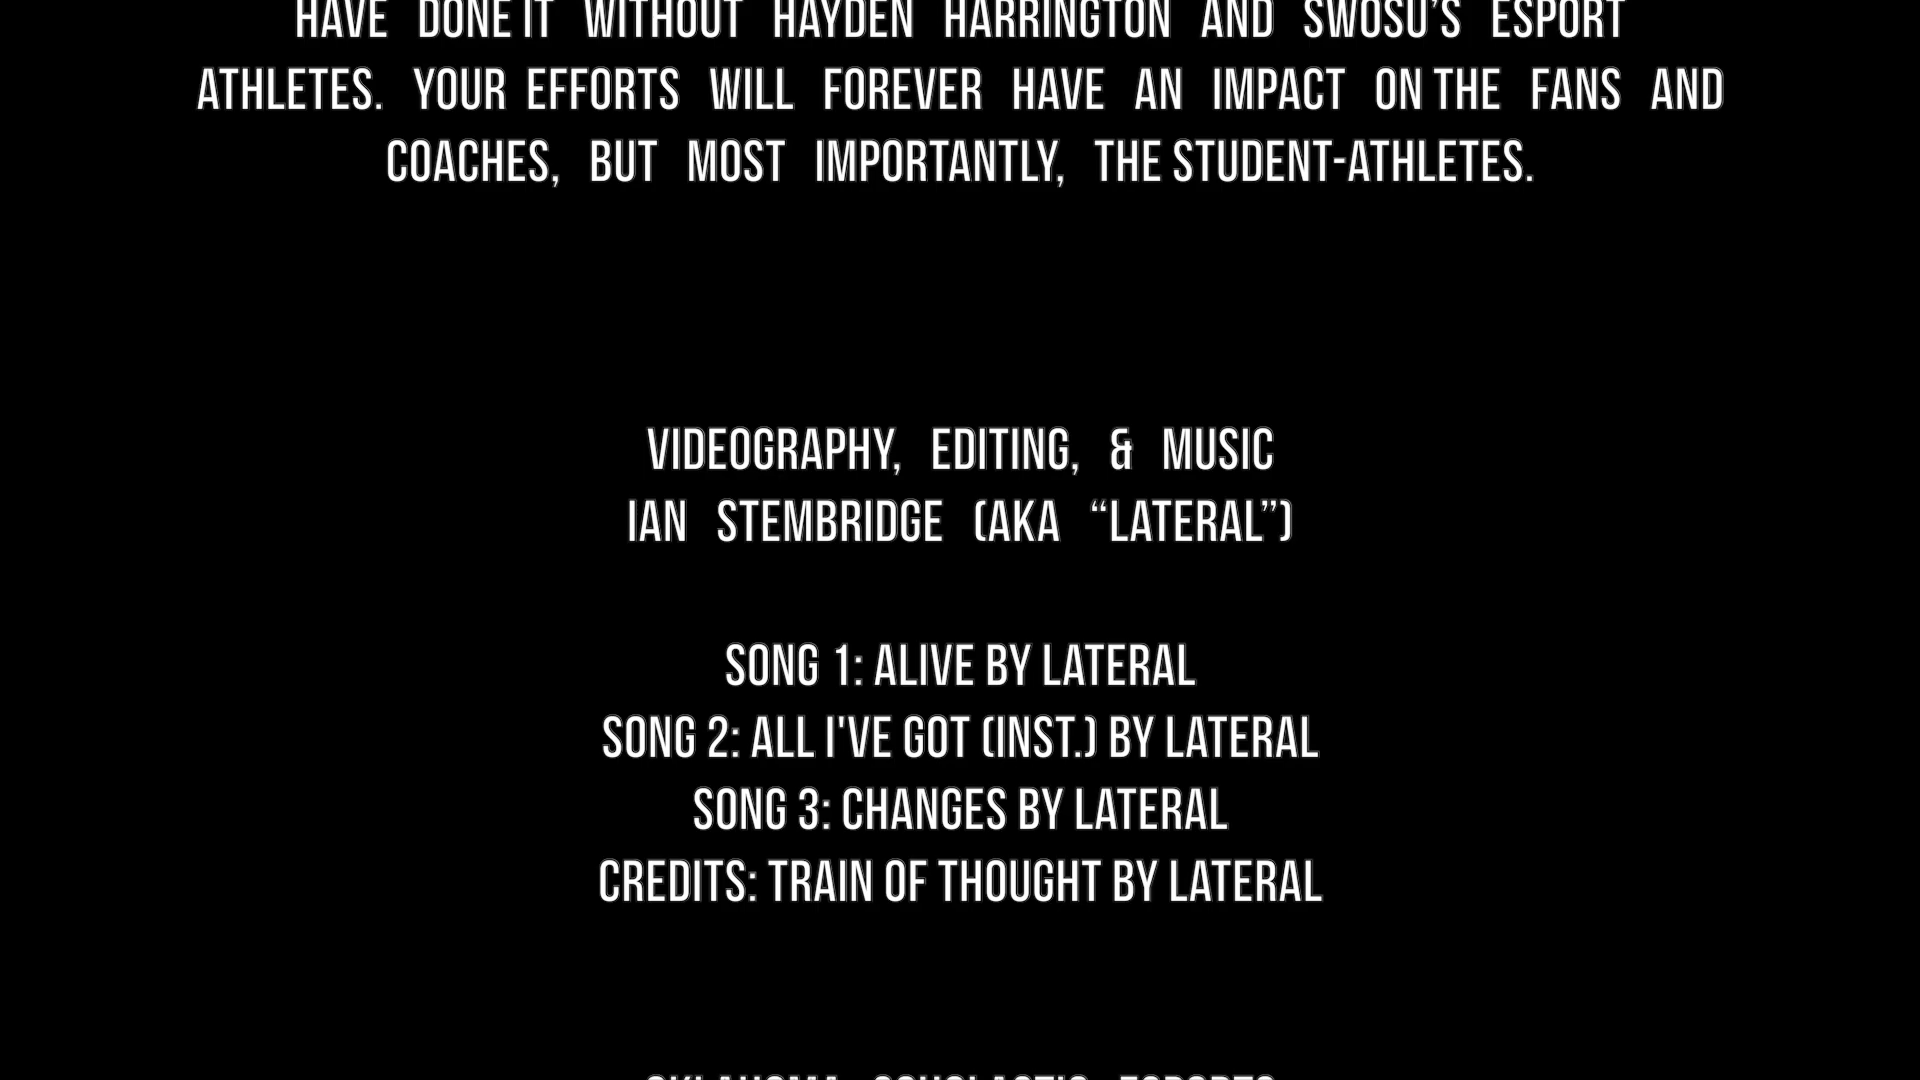 HAVE DONE IT WITHOUT HAYDEN HARRINGTON AND SWOSU’S ESPORT
ATHLETES. YOUR EFFORTS WILL FOREVER HAVE AN IMPACT ON THE FANS AND
COACHES, BUT MOST IMPORTANTLY, THE STUDENT-ATHLETES.
VIDEOGRAPHY, EDITING, & MUSIC
IAN STEMBRIDGE (AKA “LATERAL”)
SONG 1: ALIVE BY LATERAL
SONG 2: ALL I'VE GOT (INST.) BY LATERAL
SONG 3: CHANGES BY LATERAL
CREDITS: TRAIN OF THOUGHT BY LATERAL
OKLAHOMA SCHOLASTIC ESPORTS